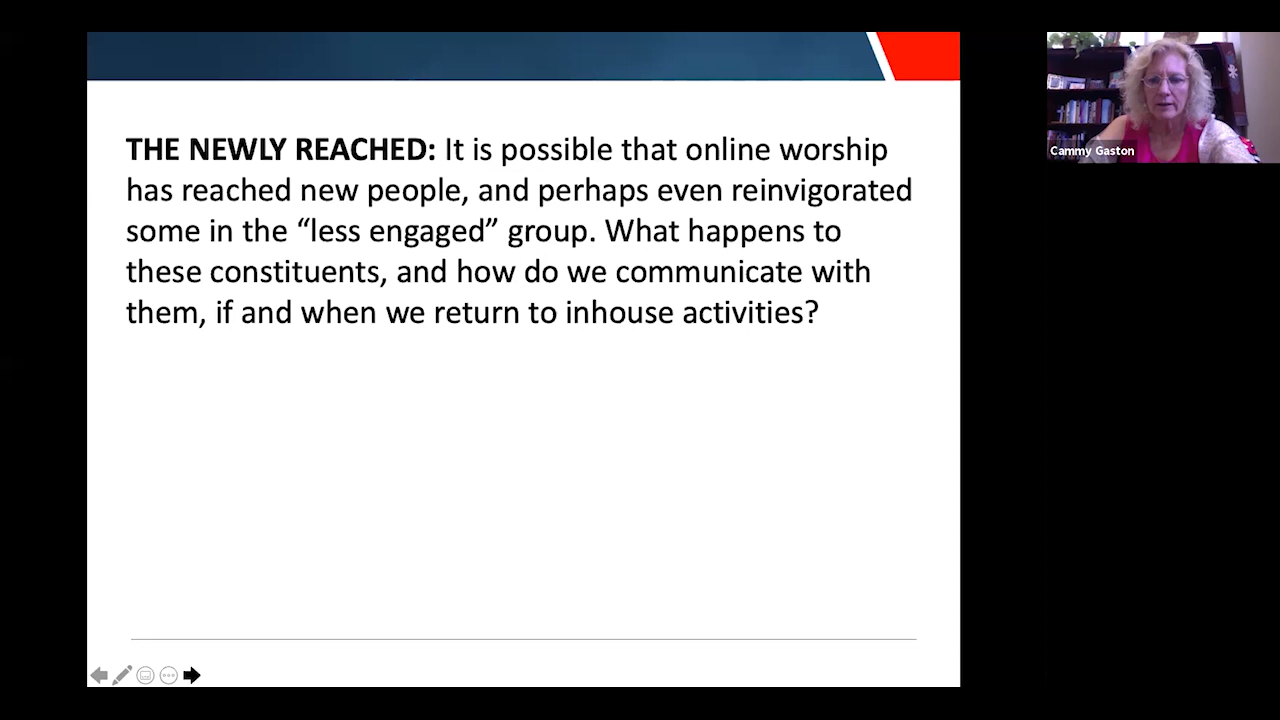 THE NEWLY REACHED: It is possible that online worship
has reached new people, and perhaps even reinvigorated
some in the “less engaged” group. What happens to
these constituents, and how do we communicate with
them, if and when we return to inhouse activities?
Cammy Gaston